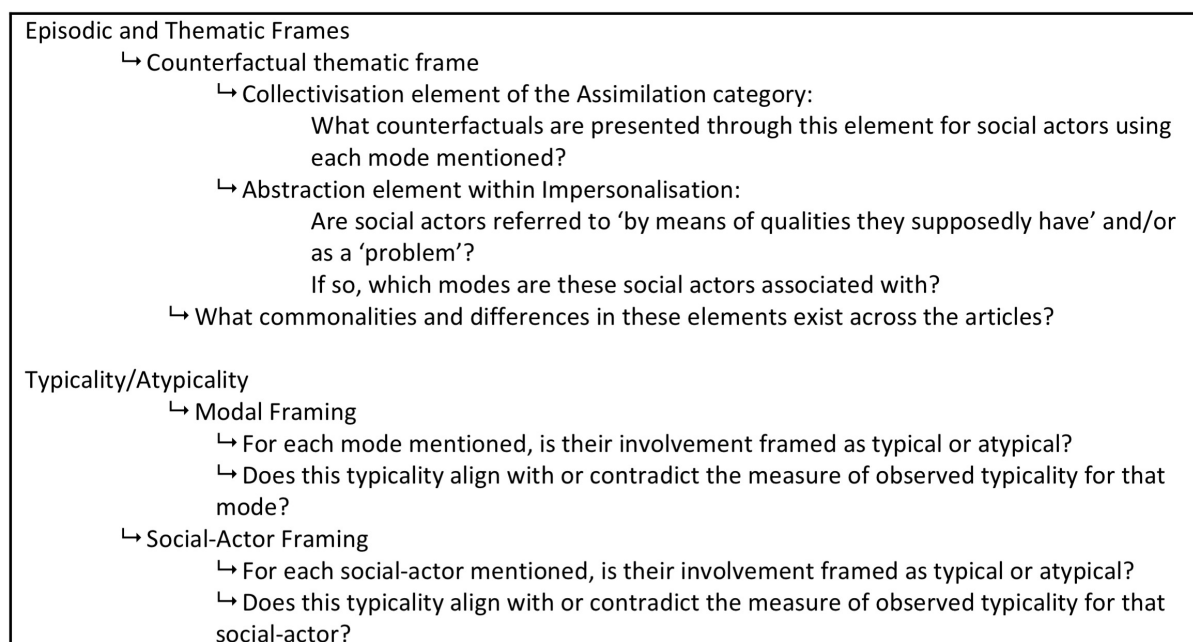 Episodic and Thematic Frames
↳ Counterfactual thematic frame
↳ Collectivisation element of the Assimilation category:
What counterfactuals are presented through this element for social actors using
each mode mentioned?
↳ Abstraction element within Impersonalisation:
Are social actors referred to ‘by means of qualities they supposedly have’ and/or
as a ‘problem’?
If so, which modes are these social actors associated with?
↳ What commonalities and differences in these elements exist across the articles?
Typicality/Atypicality
↳ Modal Framing
↳ For each mode mentioned, is their involvement framed as typical or atypical?
↳ Does this typicality align with or contradict the measure of observed typicality for that
mode?
↳ Social-Actor Framing
↳ For each social-actor mentioned, is their involvement framed as typical or atypical?
↳ Does this typicality align with or contradict the measure of observed typicality for that
social-actor?